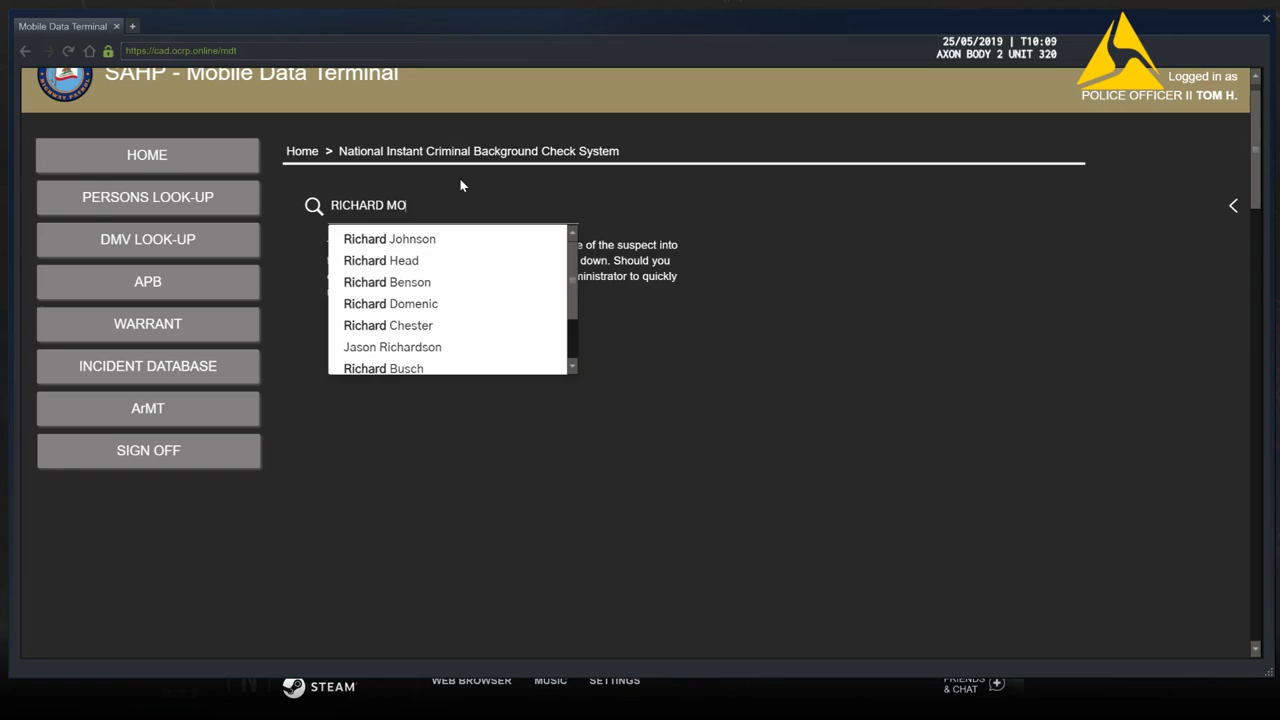 Mobile Data Terminal
https://cad.ocrp.online/mdt
25/05/2019 | T10:09
AXON BODY 2 UNIT 320
SAHP - Mobile Data Terminal
Logged in as
POLICE OFFICER II TOM H.
HOME
PERSONS LOOK-UP
DMV LOOK-UP
APB
WARRANT
INCIDENT DATABASE
ArMT
SIGN OFF
Home > National Instant Criminal Background Check System
RICHARD MO
Richard Johnson
Richard Head
Richard Benson
Richard Domenic
Richard Chester
Jason Richardson
Richard Busch
e of the suspect into
down. Should you
ministrator to quickly
STEAM
WEB BROWSER
MUSIC
SETTINGS
FRIENDS
& CHAT